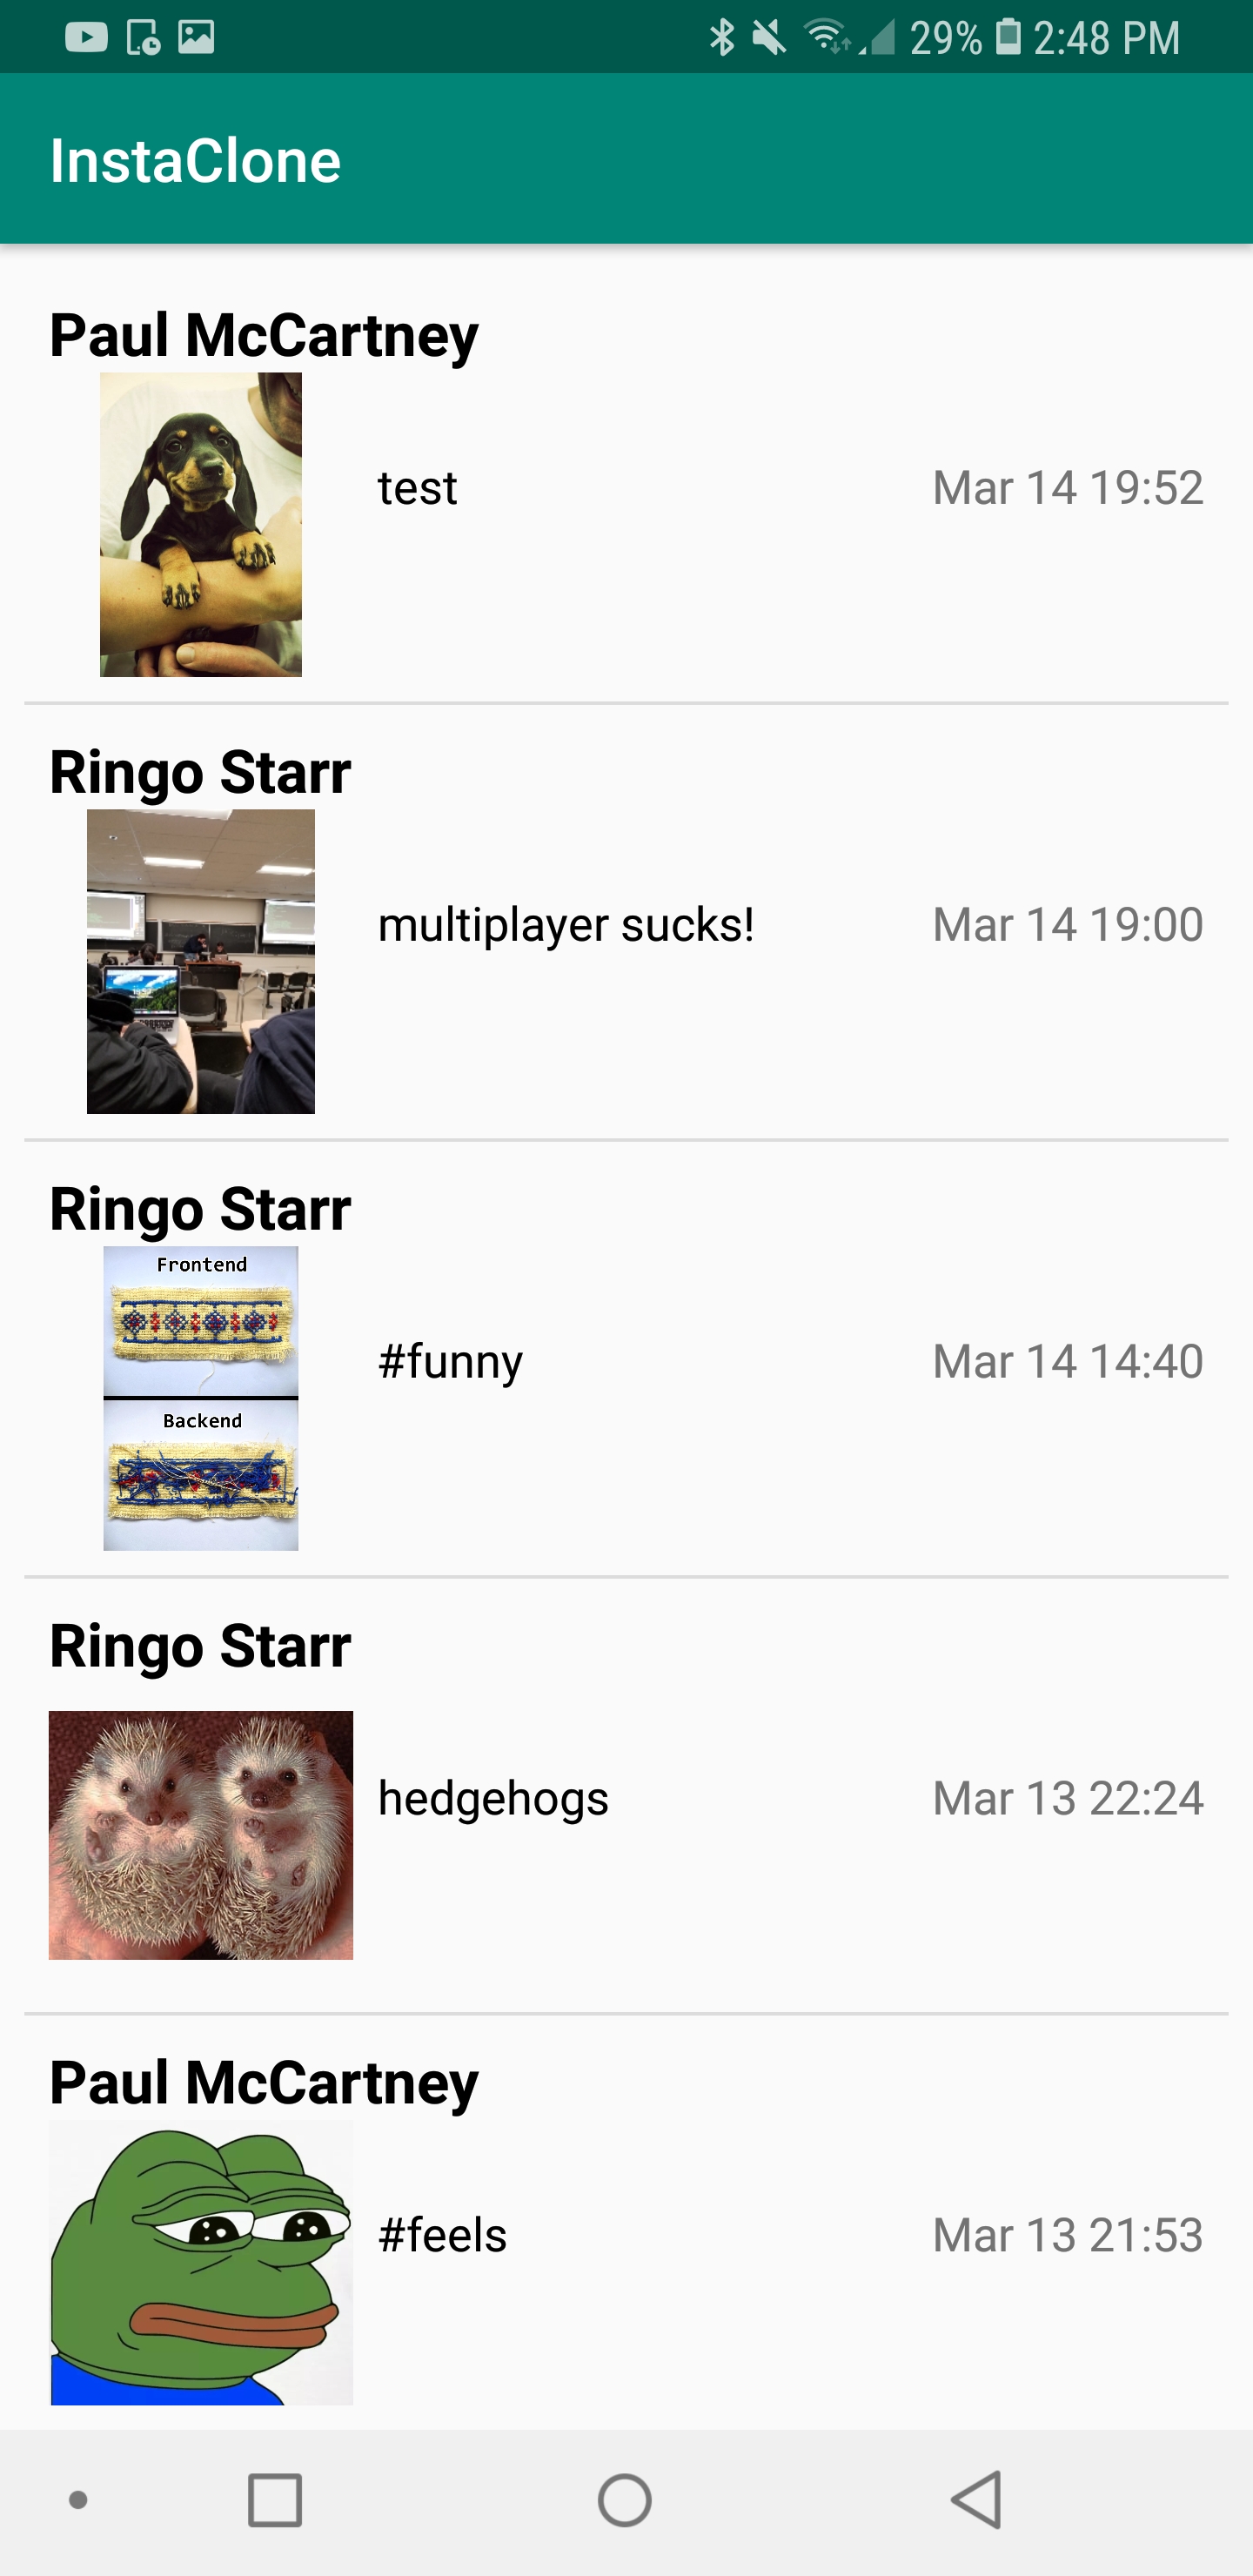 29% 2:48 PM
InstaClone
Paul McCartney
test Mar 14 19:52
Ringo Starr
multiplayer sucks! Mar 14 19:00
Ringo Starr
Frontend
#funny Mar 14 14:40
Backend
Ringo Starr
hedgehogs Mar 13 22:24
Paul McCartney
#feels Mar 13 21:53